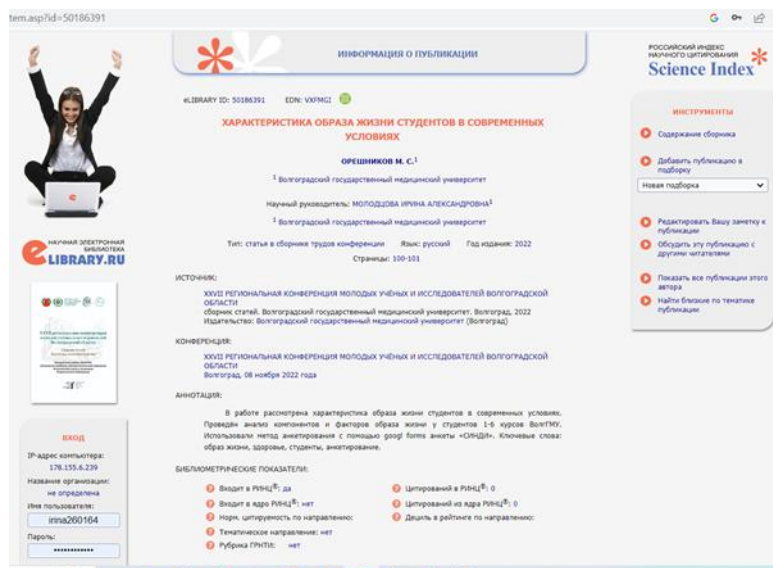 tem.asp?id=50186391
ИНФОРМАЦИЯ О ПУБЛИКАЦИИ
eLIBRARY ID: 50186391 EDN: VXPMGI
ХАРАКТЕРИСТИКА ОБРАЗА ЖИЗНИ СТУДЕНТОВ В СОВРЕМЕННЫХ
УСЛОВИЯХ
ОРЕШНИКОВ М. С.1
1 Волгоградский государственный медицинский университет
Научный руководитель: МОЛОДЦОВА ИРИНА АЛЕКСАНДРОВНА1
1 Волгоградский государственный медицинский университет
Тип: статья в сборнике трудов конференции Язык: русский Год издания: 2022
Страницы: 100-101
ИСТОЧНИК:
XXVII РЕГИОНАЛЬНАЯ КОНФЕРЕНЦИЯ МОЛОДЫХ УЧЁНЫХ И ИССЛЕДОВАТЕЛЕЙ ВОЛГОГРАДСКОЙ
ОБЛАСТИ
сборник статей. Волгоградский государственный медицинский университет. Волгоград, 2022
Издательство: Волгоградский государственный медицинский университет (Волгоград)
КОНФЕРЕНЦИЯ:
XXVII РЕГИОНАЛЬНАЯ КОНФЕРЕНЦИЯ МОЛОДЫХ УЧЁНЫХ И ИССЛЕДОВАТЕЛЕЙ ВОЛГОГРАДСКОЙ
ОБЛАСТИ
Волгоград, 08 ноября 2022 года
АННОТАЦИЯ:
В работе рассмотрена характеристика образа жизни студентов в современных условиях.
Проведён анализ компонентов и факторов образа жизни у студентов 1-6 курсов ВолгГМУ.
Использовали метод анкетирования с помощью googl forms анкеты «СИНДИ». Ключевые слова:
образ жизни, здоровье, студенты, анкетирование.
БИБЛИОМЕТРИЧЕСКИЕ ПОКАЗАТЕЛИ:
Входит в РИНЦ®: да
Цитирований в РИНЦ®: 0
Входит в ядро РИНЦ®: нет
Цитирований из ядра РИНЦ®: 0
Норм. цитируемость по направлению:
Дециль в рейтинге по направлению:
Тематическое направление: нет
Рубрика ГРНТИ: нет
НАУЧНАЯ ЭЛЕКТРОННАЯ
БИБЛИОТЕКА
LIBRARY.RU
ВХОД
IP-адрес компьютера:
176.155.6.239
Название организации:
не определена
Имя пользователя:
irina260164
Пароль:
••••••••••••
РОССИЙСКИЙ ИНДЕКС
НАУЧНОГО ЦИТИРОВАНИЯ
Science Index
ИНСТРУМЕНТЫ
Содержание сборника
Добавить публикацию в
подборку
Новая подборка
Редактировать Вашу заметку к
публикации
Обсудить эту публикацию с
другими читателями
Показать все публикации этого
автора
Найти близкие по тематике
публикации